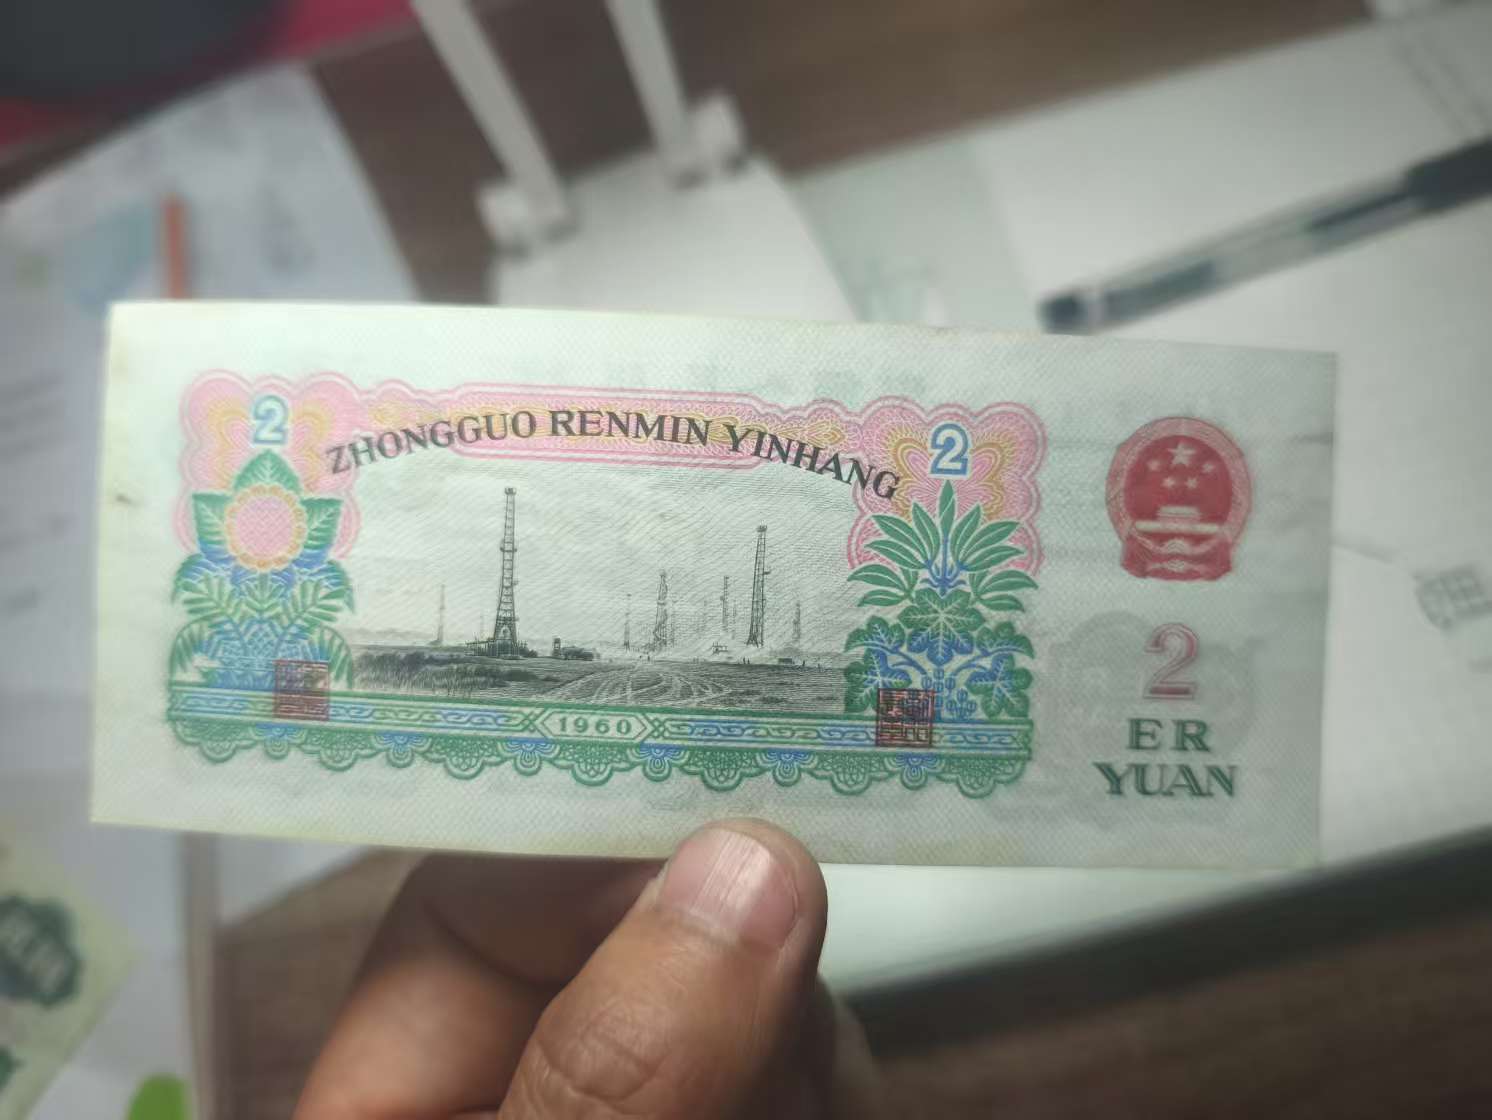 2
2
ZHONGGUO RENMIN YINHANG
1960
2
ER
YUAN